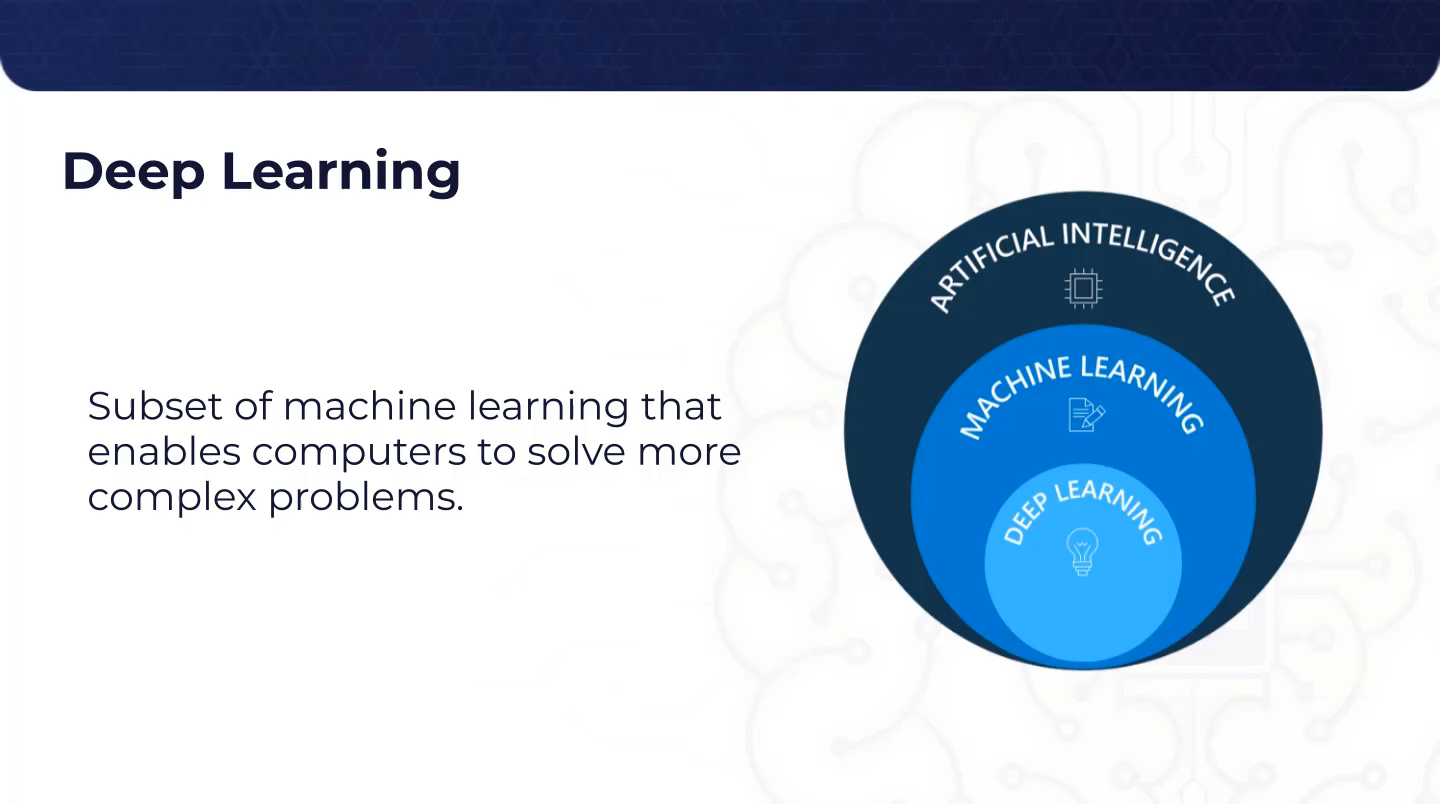 Deep Learning
Subset of machine learning that
enables computers to solve more
complex problems.
ARTIFICIAL INTELLIGENCE
MACHINE LEARNING
DEEP LEARNING